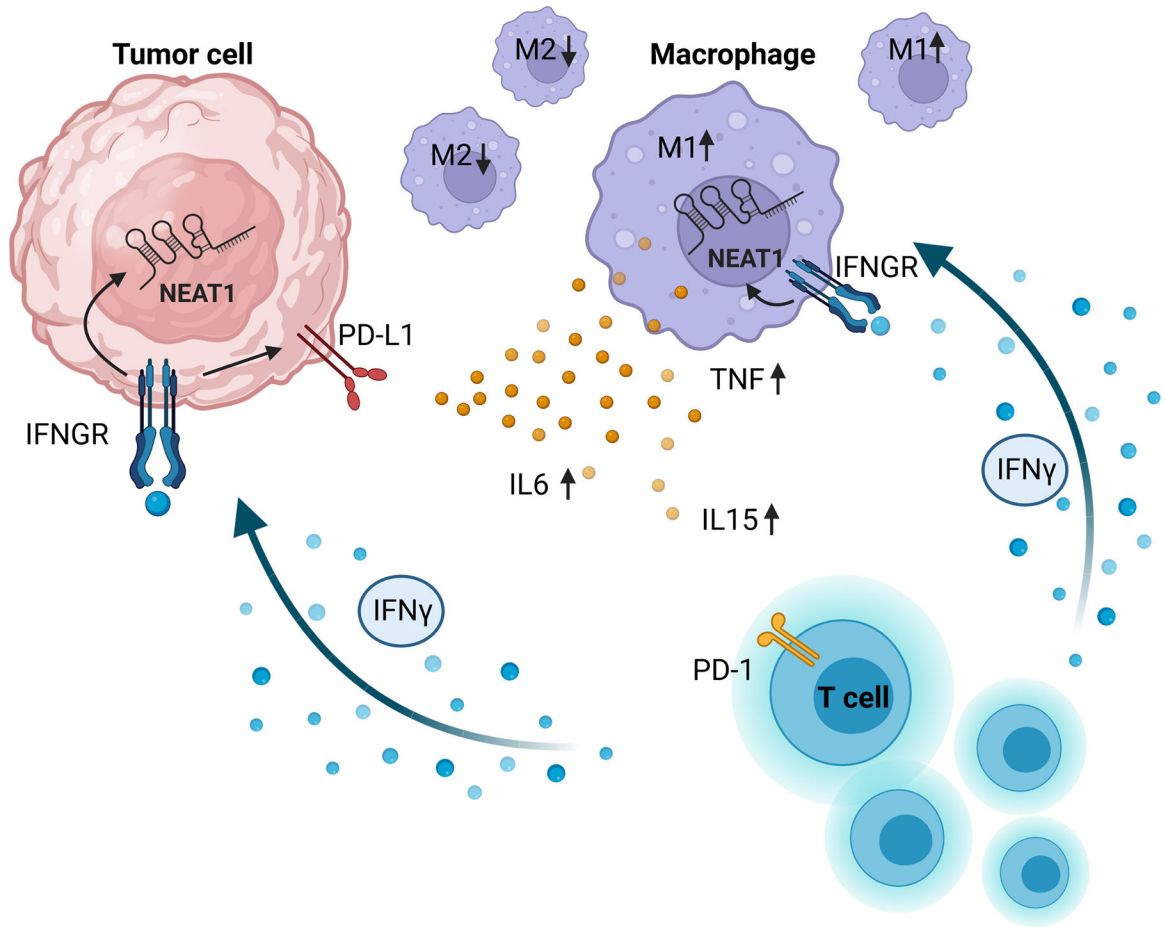 Tumor cell
M2
Macrophage
M1
M2
M1
NEAT1
NEAT1
IFNGR
PD-L1
TNF
IFNGR
IL6
IFNγ
IL15
IFNγ
PD-1
T cell